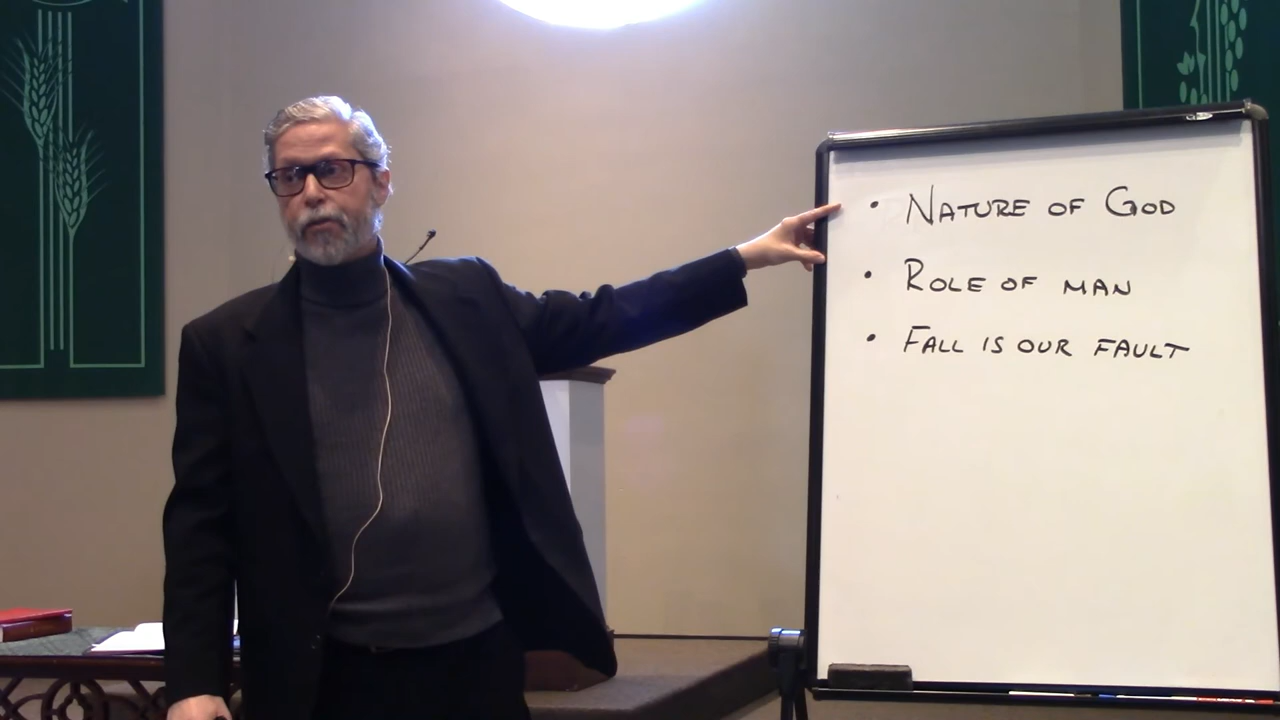 • NATURE OF GOD
• ROLE OF MAN
• FALL IS OUR FAULT